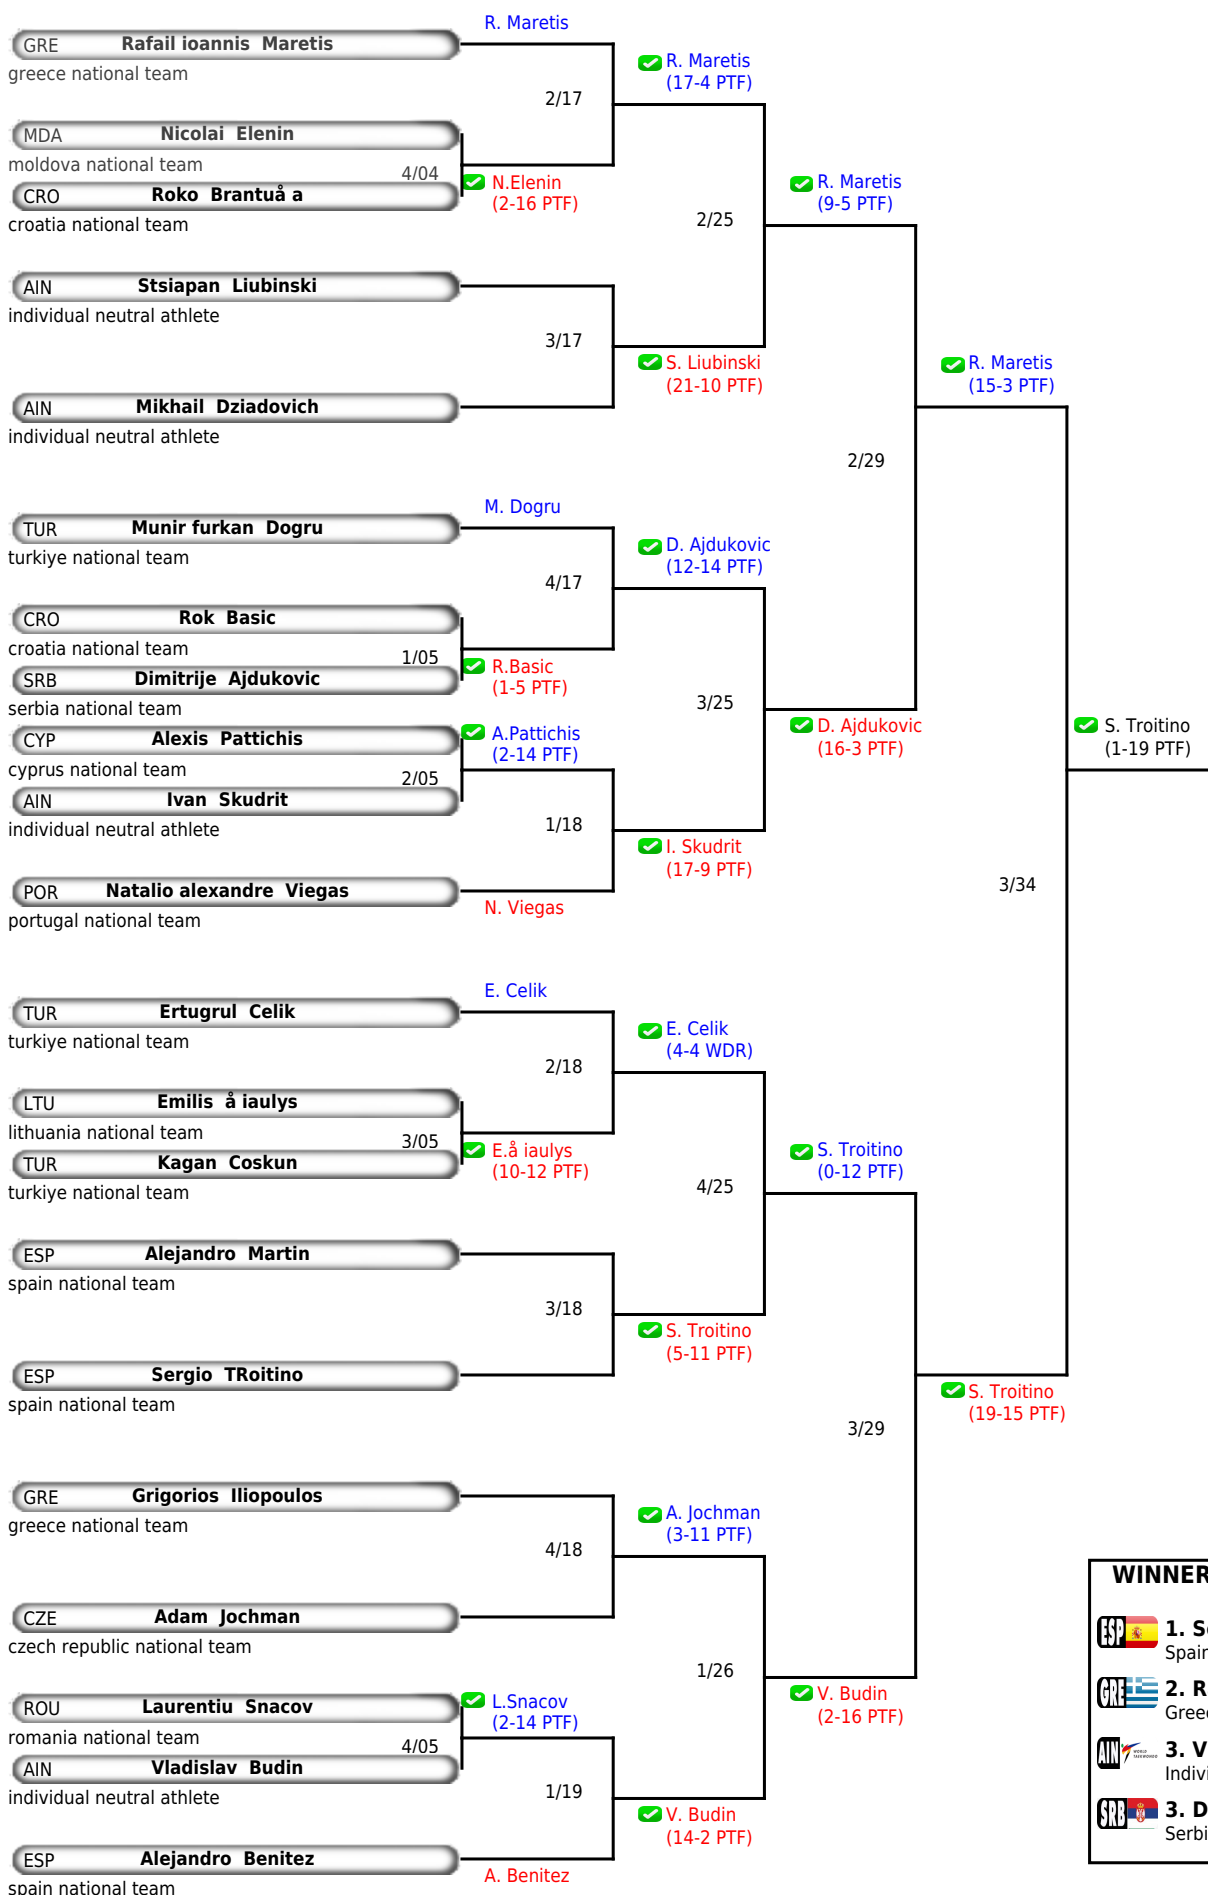 R. Maretis
GRE Rafail ioannis Maretis
greece national team
R. Maretis
(17-4 PTF)
2/17
MDA Nicolai Elenin
moldova national team
4/04
N.Elenin
(2-16 PTF)
CRO Roko Brantuå a
croatia national team
R. Maretis
(9-5 PTF)
2/25
AIN Stsiapan Liubinski
individual neutral athlete
3/17
S. Liubinski
(21-10 PTF)
AIN Mikhail Dziadovich
individual neutral athlete
R. Maretis
(15-3 PTF)
2/29
M. Dogru
TUR Munir furkan Dogru
turkiye national team
D. Ajdukovic
(12-14 PTF)
4/17
CRO Rok Basic
croatia national team
1/05
R.Basic
(1-5 PTF)
SRB Dimitrije Ajdukovic
serbia national team
3/25
D. Ajdukovic
(16-3 PTF)
S. Troitino
(1-19 PTF)
CYP Alexis Pattichis
cyprus national team
A.Pattichis
(2-14 PTF)
2/05
AIN Ivan Skudrit
individual neutral athlete
1/18
I. Skudrit
(17-9 PTF)
POR Natalio alexandre Viegas
portugal national team
N. Viegas
3/34
E. Celik
TUR Ertugrul Celik
turkiye national team
E. Celik
(4-4 WDR)
2/18
LTU Emilis å iaulys
lithuania national team
3/05
E.å iaulys
(10-12 PTF)
TUR Kagan Coskun
turkiye national team
S. Troitino
(0-12 PTF)
4/25
ESP Alejandro Martin
spain national team
3/18
S. Troitino
(5-11 PTF)
ESP Sergio TRoitino
spain national team
S. Troitino
(19-15 PTF)
3/29
GRE Grigorios Iliopoulos
greece national team
A. Jochman
(3-11 PTF)
4/18
CZE Adam Jochman
czech republic national team
1/26
V. Budin
(2-16 PTF)
ROU Laurentiu Snacov
romania national team
L.Snacov
(2-14 PTF)
4/05
AIN Vladislav Budin
individual neutral athlete
1/19
V. Budin
(14-2 PTF)
ESP Alejandro Benitez
spain national team
A. Benitez
WINNER
ESP 1. S
Spain
GRE 2. R
Gree
AIN 3. V
Indivi
SRB 3. D
Serbi